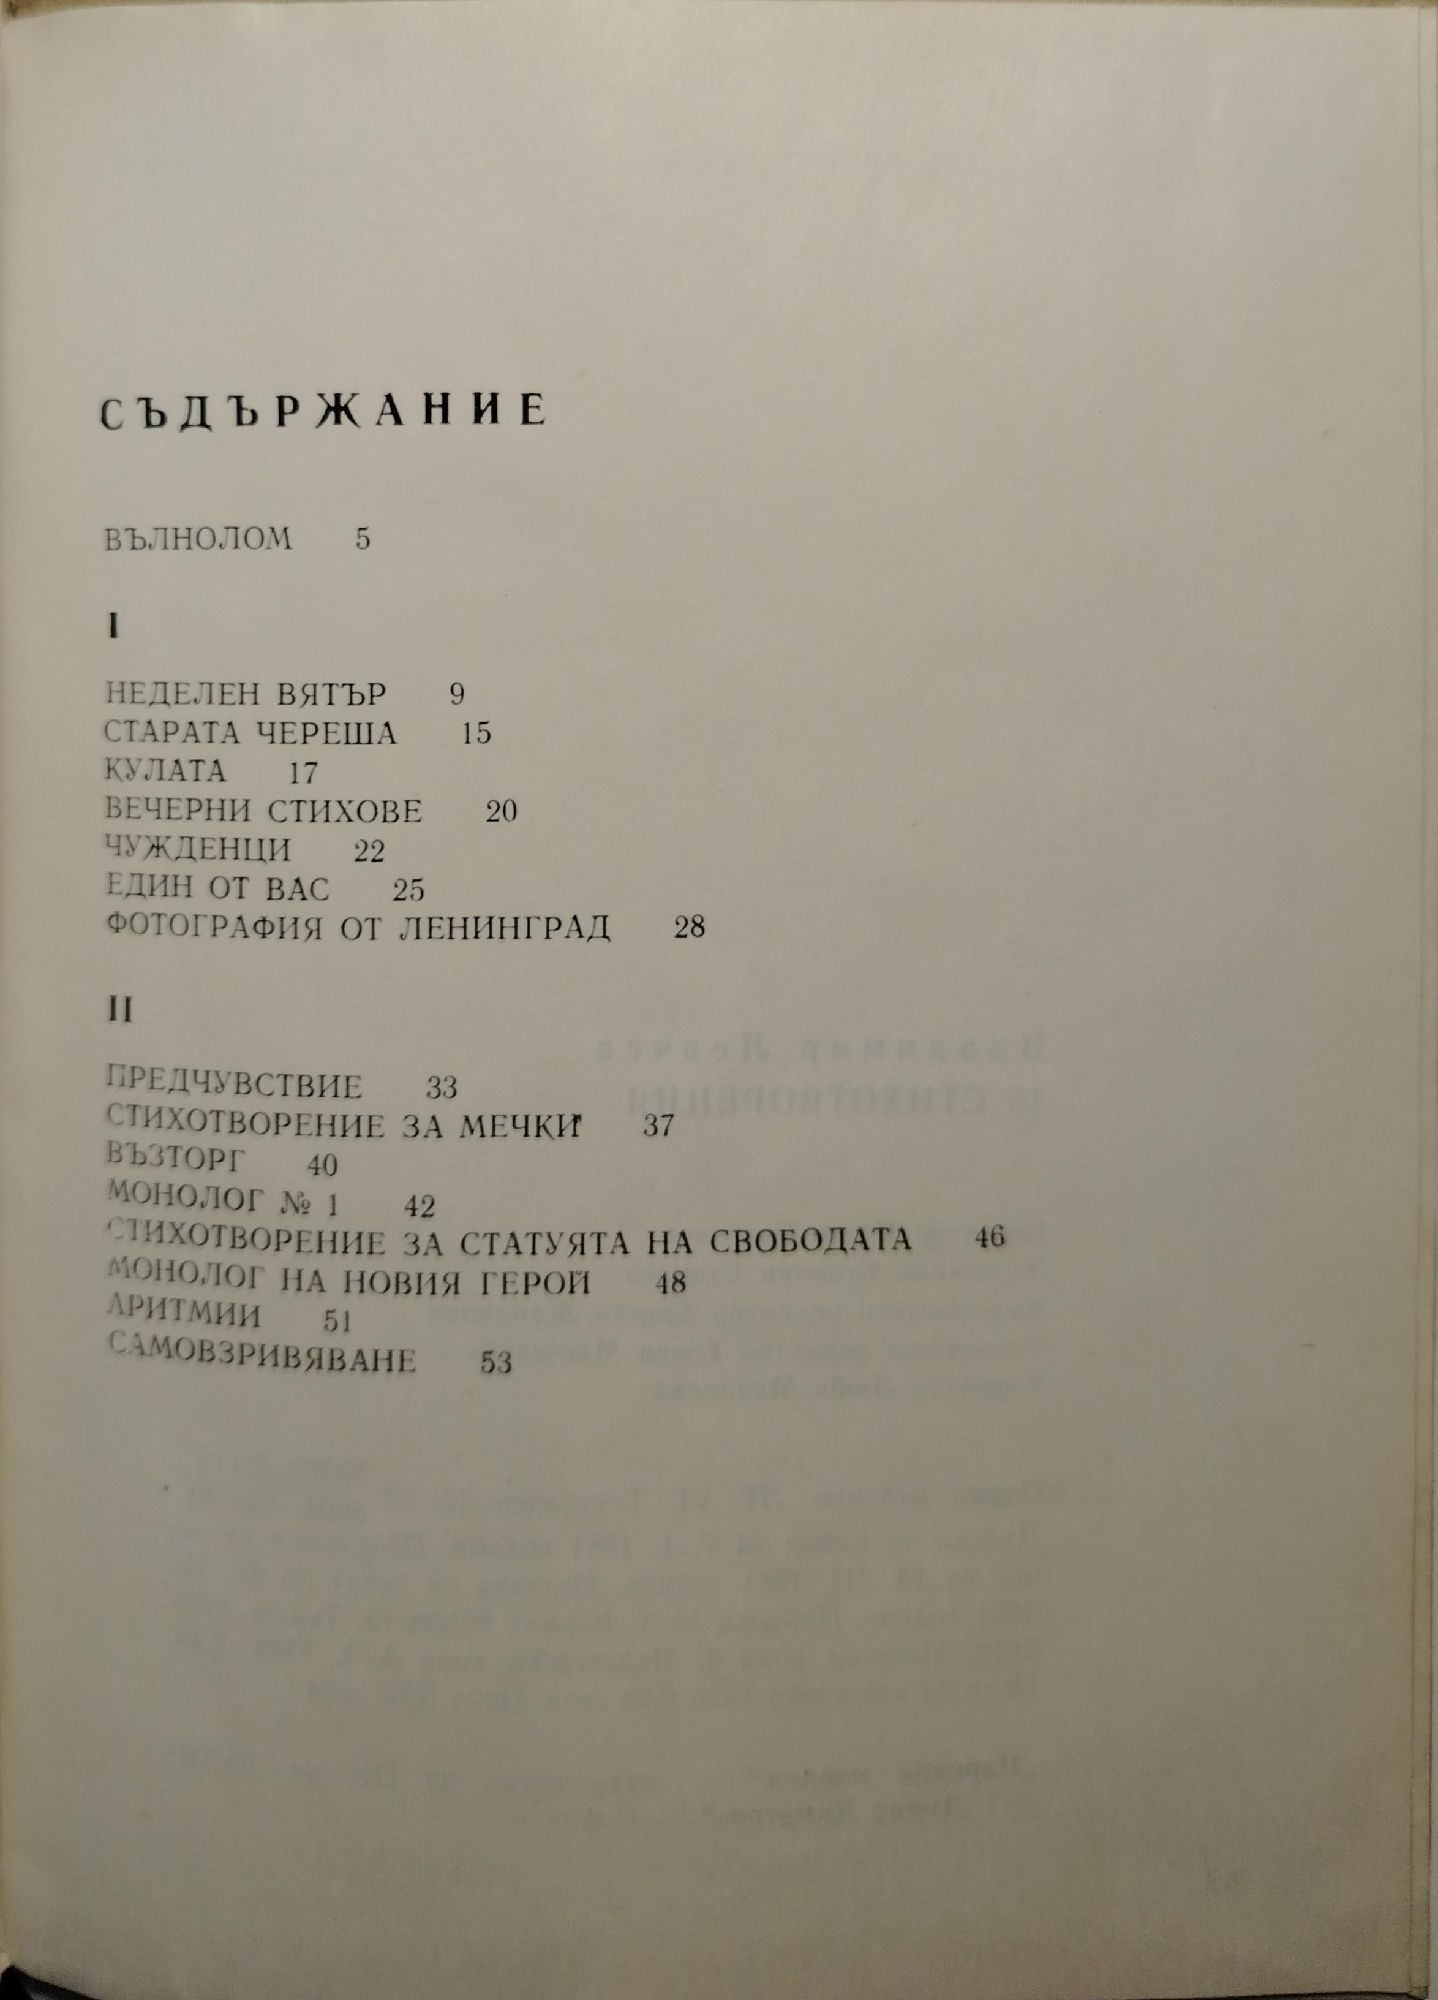 СЪДЪРЖАНИЕ
ВЪЛНОЛОМ 5
I
НЕДЕЛЕН ВЯТЪР 9
СТАРАТА ЧЕРЕША 15
КУЛАТА 17
ВЕЧЕРНИ СТИХОВЕ 20
ЧУЖДЕНЦИ 22
ЕДИН ОТ ВАС 25
ФОТОГРАФИЯ ОТ ЛЕНИНГРАД 28
II
ПРЕДЧУВСТВИЕ 33
СТИХОТВОРЕНИЕ ЗА МЕЧКИ 37
ВЪЗТОРГ 40
МОНОЛОГ № 1 42
СТИХОТВОРЕНИЕ ЗА СТАТУЯТА НА СВОБОДАТА 46
МОНОЛОГ НА НОВИЯ ГЕРОЙ 48
АРИТМИИ 51
САМОВЗРИВЯВАНЕ 53